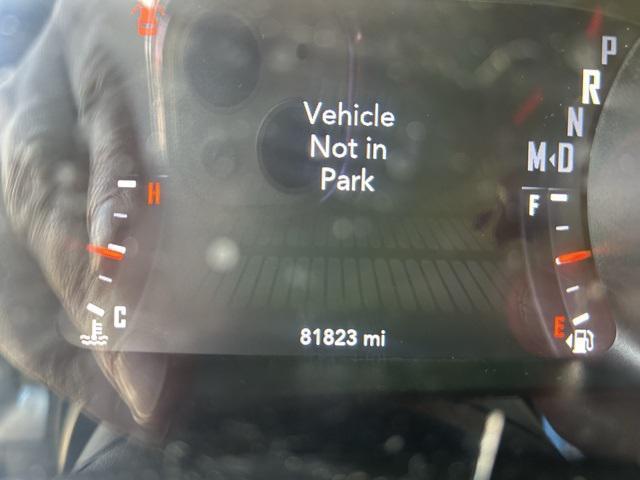 P
R
N
M◂D
Vehicle
Not in
Park
H
F
C
E
81823 mi